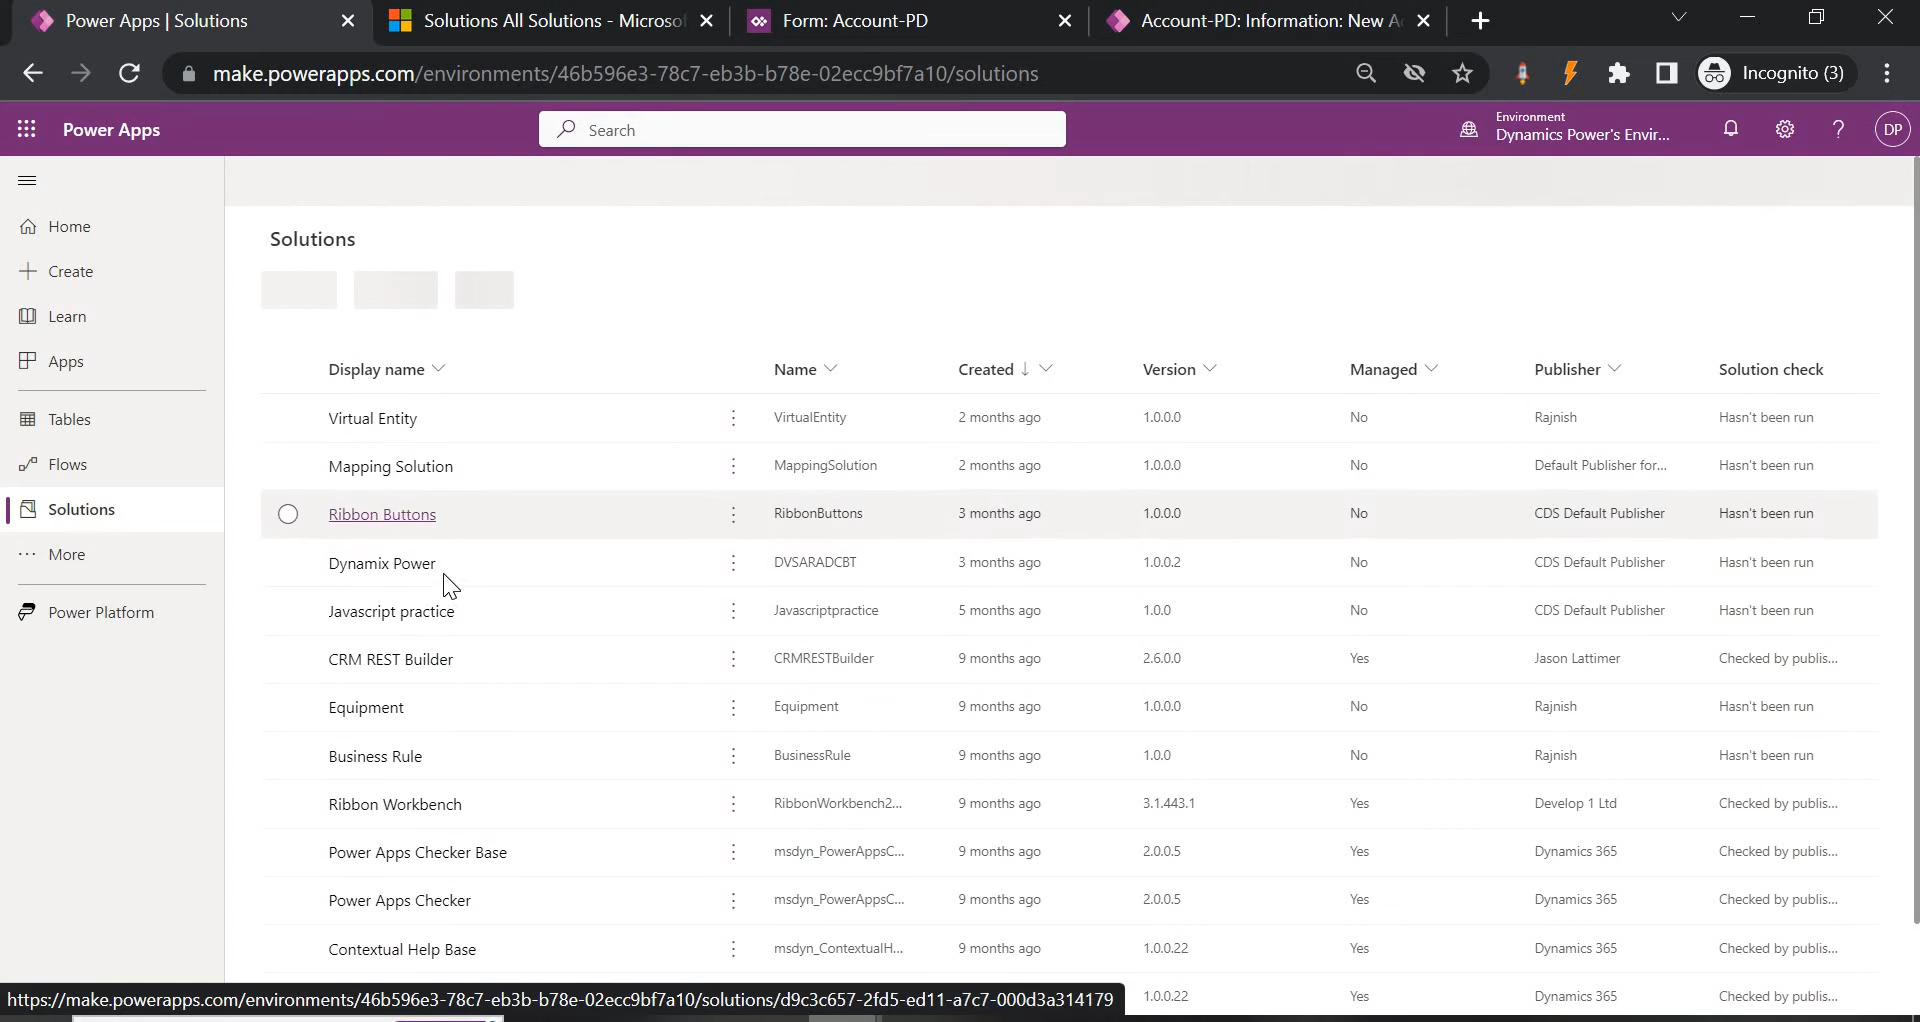 Power Apps | Solutions
Solutions All Solutions - Microsof
Form: Account-PD
Account-PD: Information: New A
make.powerapps.com/environments/46b596e3-78c7-eb3b-b78e-02ecc9bf7a10/solutions
Incognito (3)
Power Apps
Search
Environment
Dynamics Power's Envir...
?
DP
Home
Create
Learn
Apps
Tables
Flows
Solutions
More
Power Platform
Solutions
Display name Name Created Version Managed Publisher Solution check
Virtual Entity VirtualEntity 2 months ago 1.0.0.0 No Rajnish Hasn't been run
Mapping Solution MappingSolution 2 months ago 1.0.0.0 No Default Publisher for... Hasn't been run
Ribbon Buttons RibbonButtons 3 months ago 1.0.0.0 No CDS Default Publisher Hasn't been run
Dynamix Power DVSARADCBT 3 months ago 1.0.0.2 No CDS Default Publisher Hasn't been run
Javascript practice Javascriptpractice 5 months ago 1.0.0 No CDS Default Publisher Hasn't been run
CRM REST Builder CRMRESTBuilder 9 months ago 2.6.0.0 Yes Jason Lattimer Checked by publis...
Equipment Equipment 9 months ago 1.0.0.0 No Rajnish Hasn't been run
Business Rule BusinessRule 9 months ago 1.0.0 No Rajnish Hasn't been run
Ribbon Workbench RibbonWorkbench2... 9 months ago 3.1.443.1 Yes Develop 1 Ltd Checked by publis...
Power Apps Checker Base msdyn_PowerAppsC... 9 months ago 2.0.0.5 Yes Dynamics 365 Checked by publis...
Power Apps Checker msdyn_PowerAppsC... 9 months ago 2.0.0.5 Yes Dynamics 365 Checked by publis...
Contextual Help Base msdyn_ContextualH... 9 months ago 1.0.0.22 Yes Dynamics 365 Checked by publis...
1.0.0.22 Yes Dynamics 365 Checked by publis...
https://make.powerapps.com/environments/46b596e3-78c7-eb3b-b78e-02ecc9bf7a10/solutions/d9c3c657-2fd5-ed11-a7c7-000d3a314179